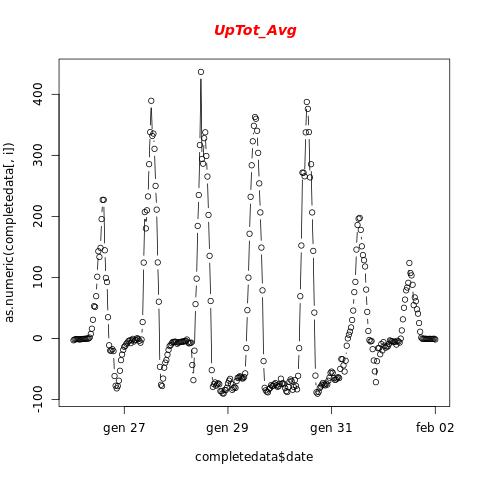 UpTot_Avg
as.numeric(completedata[, i])
400
300
200
100
0
-100
gen 27
gen 29
gen 31
feb 02
completedata$date